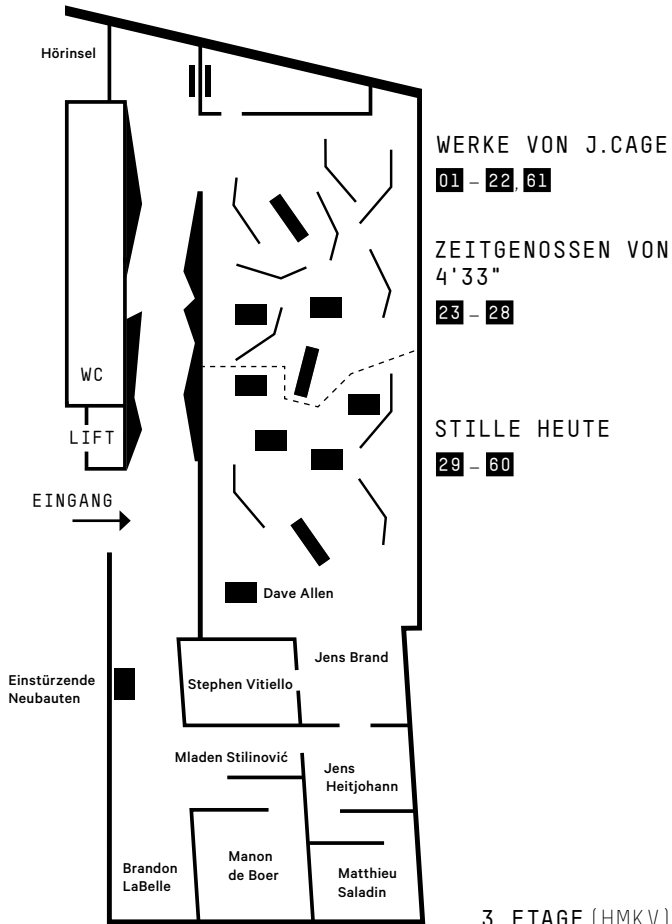 Hörinsel
WERKE VON J.CAGE
01 – 22, 61
ZEITGENOSSEN VON
4'33"
23 – 28
WC
LIFT
STILLE HEUTE
29 – 60
EINGANG
Dave Allen
Jens Brand
Einstürzende
Neubauten
Stephen Vitiello
Mladen Stilinović
Jens
Heitjohann
Brandon
LaBelle
Manon
de Boer
Matthieu
Saladin
3. ETAGE (HMKV)